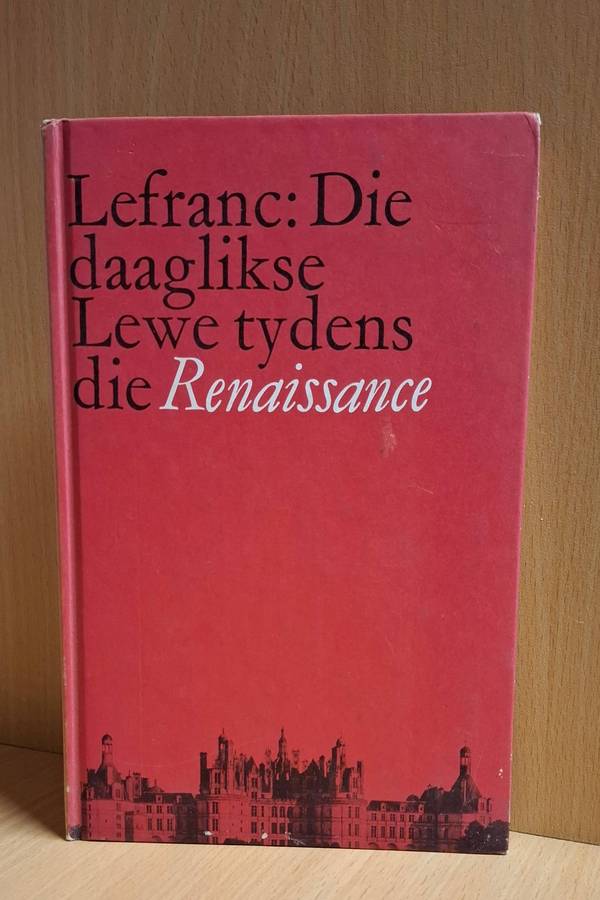 Lefranc: Die
daaglikse
Lewe tydens
die Renaissance